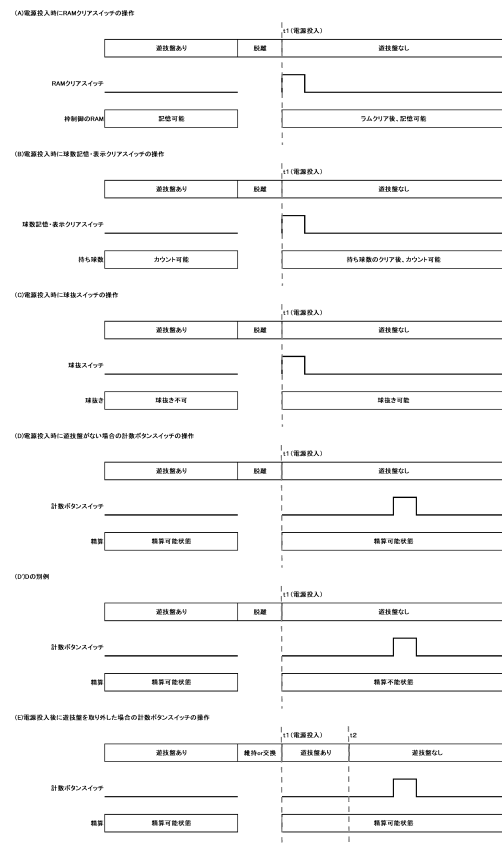 (A)電源投入時にRAMクリアスイッチの操作
t1(電源投入)
遊技盤あり 脱離 遊技盤なし
RAMクリアスイッチ
枠制御のRAM 記憶可能 ラムクリア後、記憶可能
(B)電源投入時に球数記憶・表示クリアスイッチの操作
t1(電源投入)
遊技盤あり 脱離 遊技盤なし
球数記憶・表示クリアスイッチ
持ち球数 カウント可能 持ち球数のクリア後、カウント可能
(C)電源投入時に球抜スイッチの操作
t1(電源投入)
遊技盤あり 脱離 遊技盤なし
球抜スイッチ
球抜き 球抜き不可 球抜き可能
(D)電源投入時に遊技盤がない場合の計数ボタンスイッチの操作
t1(電源投入)
遊技盤あり 脱離 遊技盤なし
計数ボタンスイッチ
精算 精算可能状態 精算可能状態
(D')Dの別例
t1(電源投入)
遊技盤あり 脱離 遊技盤なし
計数ボタンスイッチ
精算 精算可能状態 精算不能状態
(E)電源投入後に遊技盤を取り外した場合の計数ボタンスイッチの操作
t1(電源投入) t2
遊技盤あり 維持or交換 遊技盤あり 遊技盤なし
計数ボタンスイッチ
精算 精算可能状態 精算可能状態